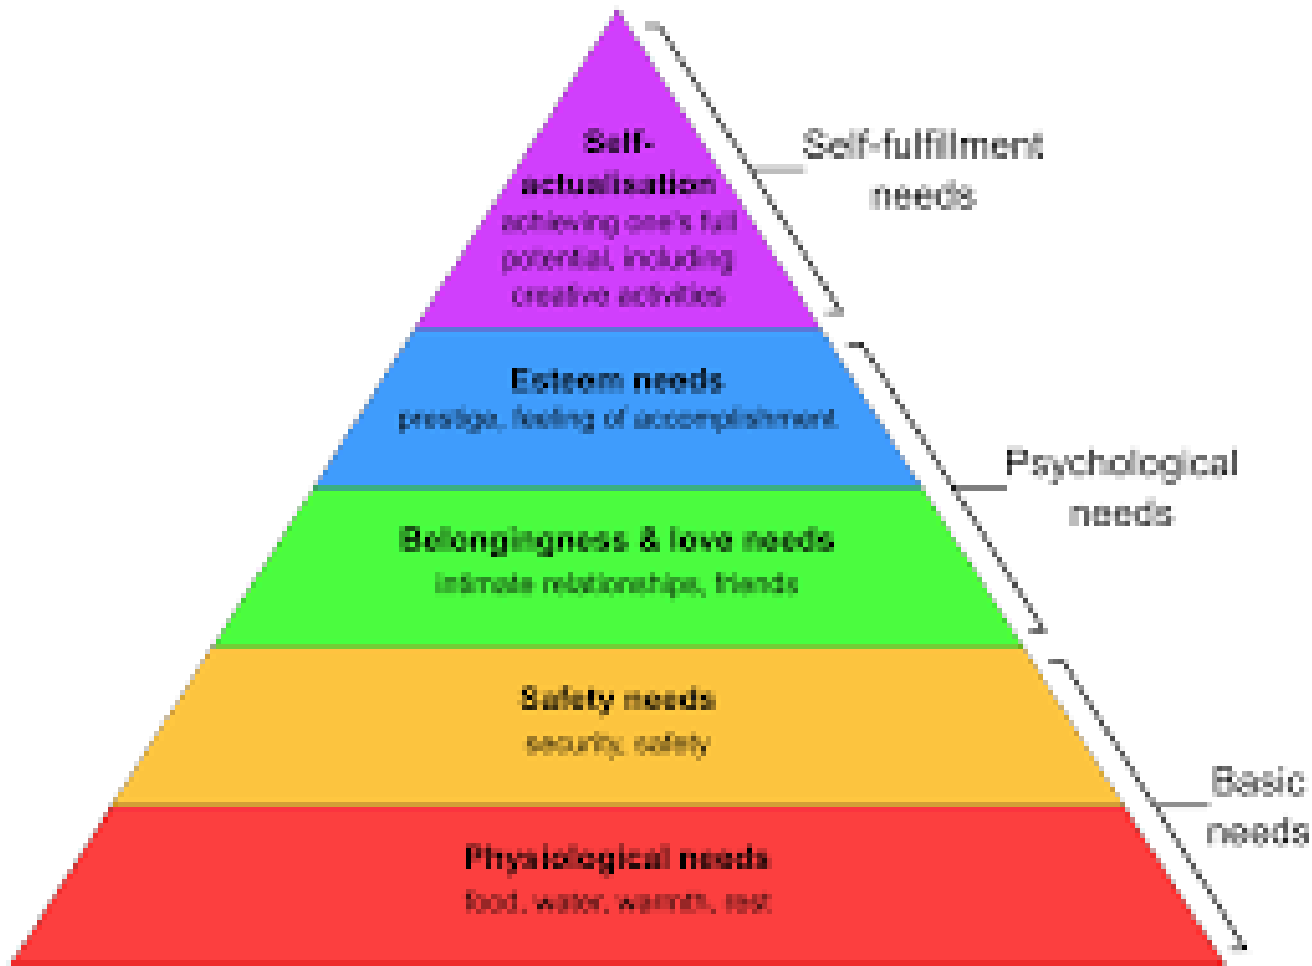 Self-
actualisation
achieving one's full
potential, including
creative activities
Self-fulfillment
needs
Esteem needs
prestige, feeling of accomplishment
Psychological
needs
Belongingness & love needs
intimate relationships, friends
Safety needs
security, safety
Basic
needs
Physiological needs
food, water, warmth, rest